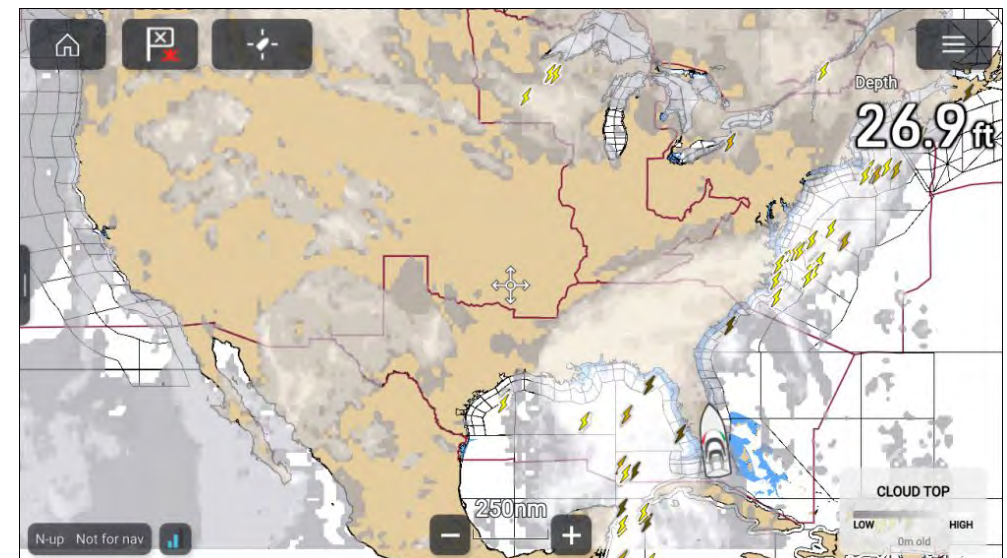 Depth
26.9 ft
250nm
CLOUD TOP
LOW HIGH
0m old
N-up Not for nav